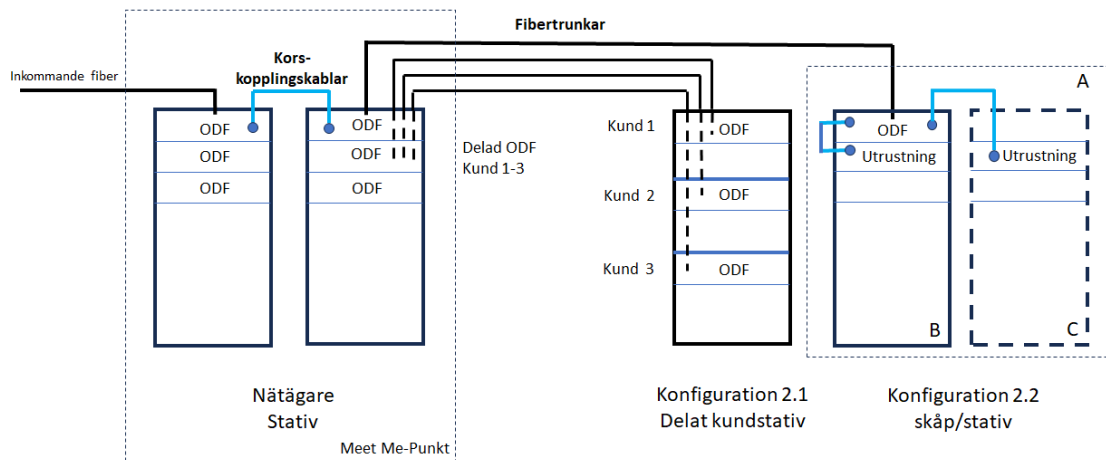 Fibertrunkar
Kors-
kopplingskablar
Inkommande fiber
A
ODF
ODF
ODF
ODF
ODF
ODF
Delad ODF
Kund 1-3
Kund 1
ODF
Kund 2
ODF
Kund 3
ODF
ODF
Utrustning
B
Utrustning
C
Nätägare
Stativ
Meet Me-Punkt
Konfiguration 2.1
Delat kundstativ
Konfiguration 2.2
skåp/stativ